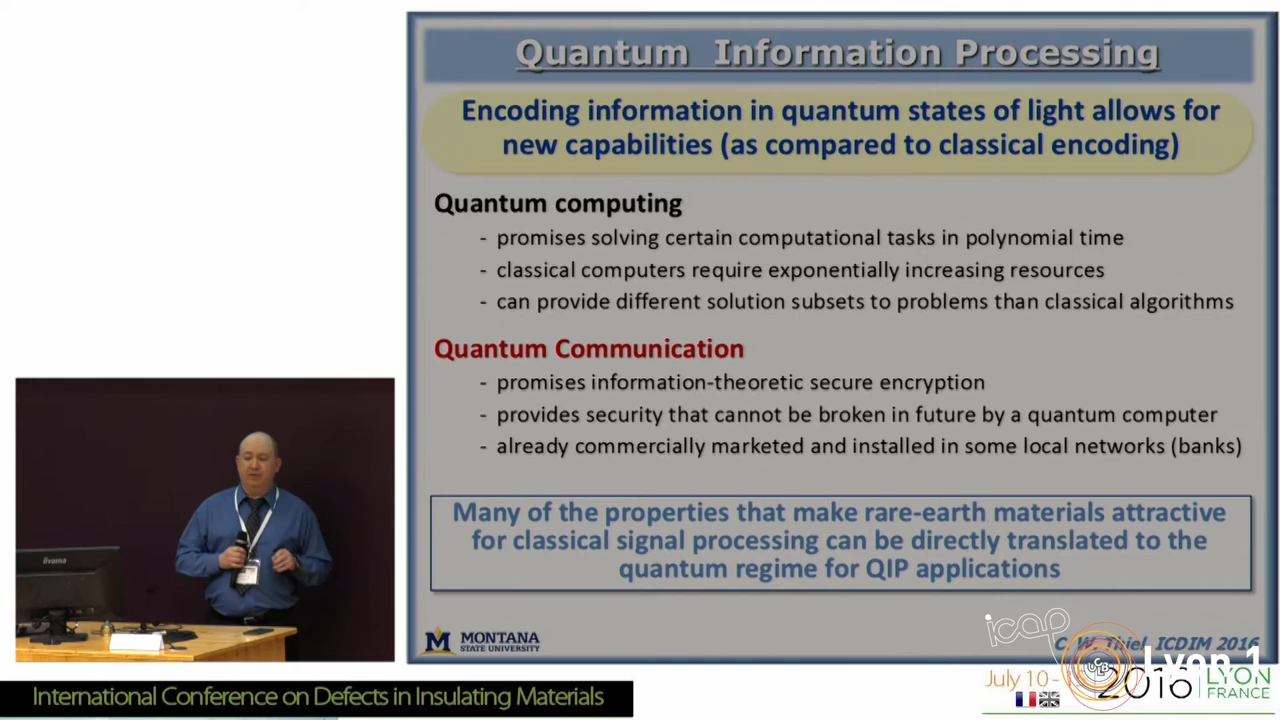 Quantum Information Processing
Encoding information in quantum states of light allows for
new capabilities (as compared to classical encoding)
Quantum computing
- promises solving certain computational tasks in polynomial time
- classical computers require exponentially increasing resources
- can provide different solution subsets to problems than classical algorithms
Quantum Communication
- promises information-theoretic secure encryption
- provides security that cannot be broken in future by a quantum computer
- already commercially marketed and installed in some local networks (banks)
Many of the properties that make rare-earth materials attractive
for classical signal processing can be directly translated to the
quantum regime for QIP applications
iiyama
M MONTANA
STATE UNIVERSITY
icap
C. W. Thiel, ICDIM 2016
UCB
Lyon 1
International Conference on Defects in Insulating Materials
July 10 -
2016
LYON
FRANCE